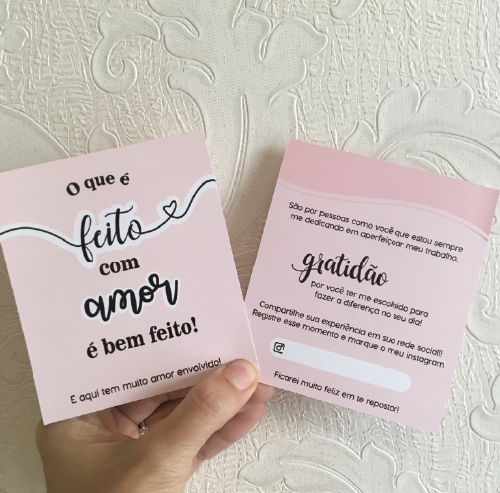 O que é
feito
com
amor
é bem feito!
E aqui tem muito amor envolvido!
São por pessoas como você que estou sempre
me dedicando em aperfeiçoar meu trabalho.
gratidão
por você ter me escolhido para
fazer a diferença no seu dia!
Compartilhe sua experiência em sua rede social!!
Registre esse momento e marque o meu instagram
Ficarei muito feliz em te repostar!